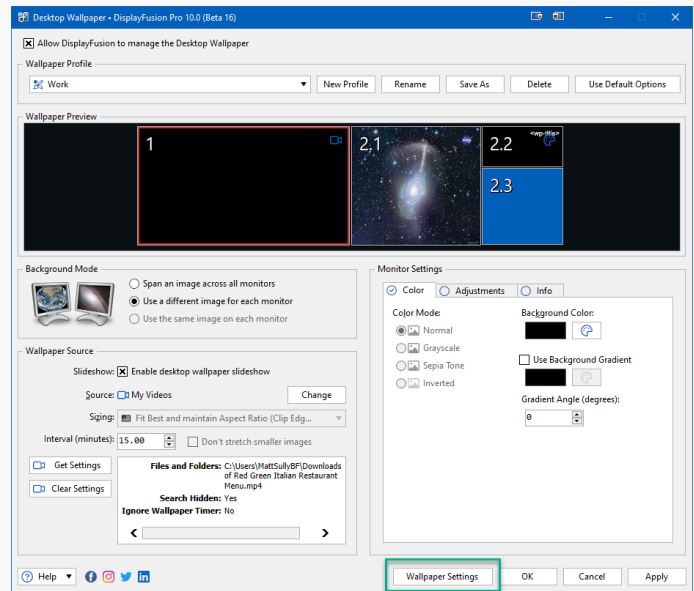 Desktop Wallpaper • DisplayFusion Pro 10.0 (Beta 16)
Allow DisplayFusion to manage the Desktop Wallpaper
Wallpaper Profile
Work
New Profile
Rename
Save As
Delete
Use Default Options
Wallpaper Preview
1
2.1
2.2
<wp-title>
2.3
Background Mode
Span an image across all monitors
Use a different image for each monitor
Use the same image on each monitor
Wallpaper Source
Slideshow: Enable desktop wallpaper slideshow
Source: My Videos
Change
Sizing: Fit Best and maintain Aspect Ratio (Clip Edg...
Interval (minutes): 15.00
Don't stretch smaller images
Get Settings
Clear Settings
Files and Folders: C:\Users\MattSullyBF\Downloads
of Red Green Italian Restaurant
Menu.mp4
Search Hidden: Yes
Ignore Wallpaper Timer: No
Monitor Settings
Color
Adjustments
Info
Color Mode:
Normal
Grayscale
Sepia Tone
Inverted
Background Color:
Use Background Gradient
Gradient Angle (degrees):
0
Help
Wallpaper Settings
OK
Cancel
Apply